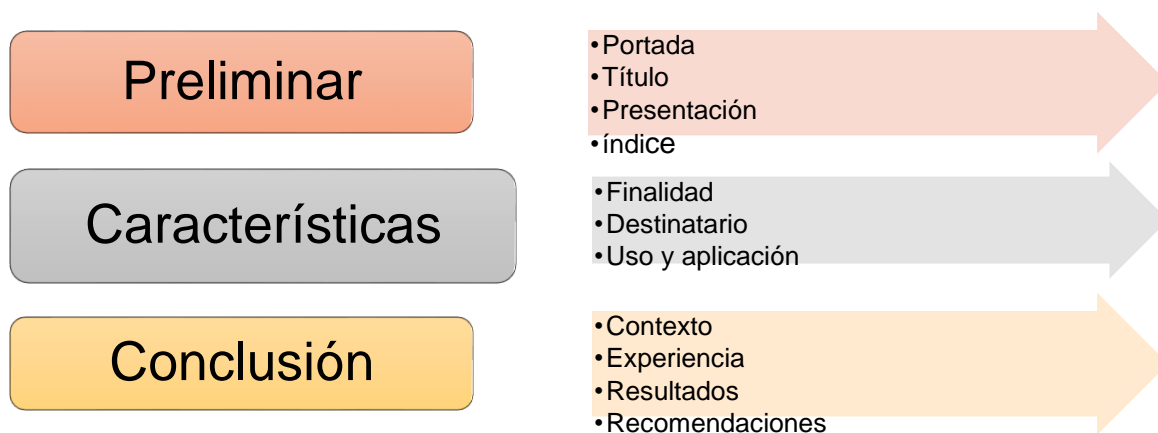 Preliminar
•Portada
•Título
•Presentación
•índice
Características
•Finalidad
•Destinatario
•Uso y aplicación
Conclusión
•Contexto
•Experiencia
•Resultados
•Recomendaciones